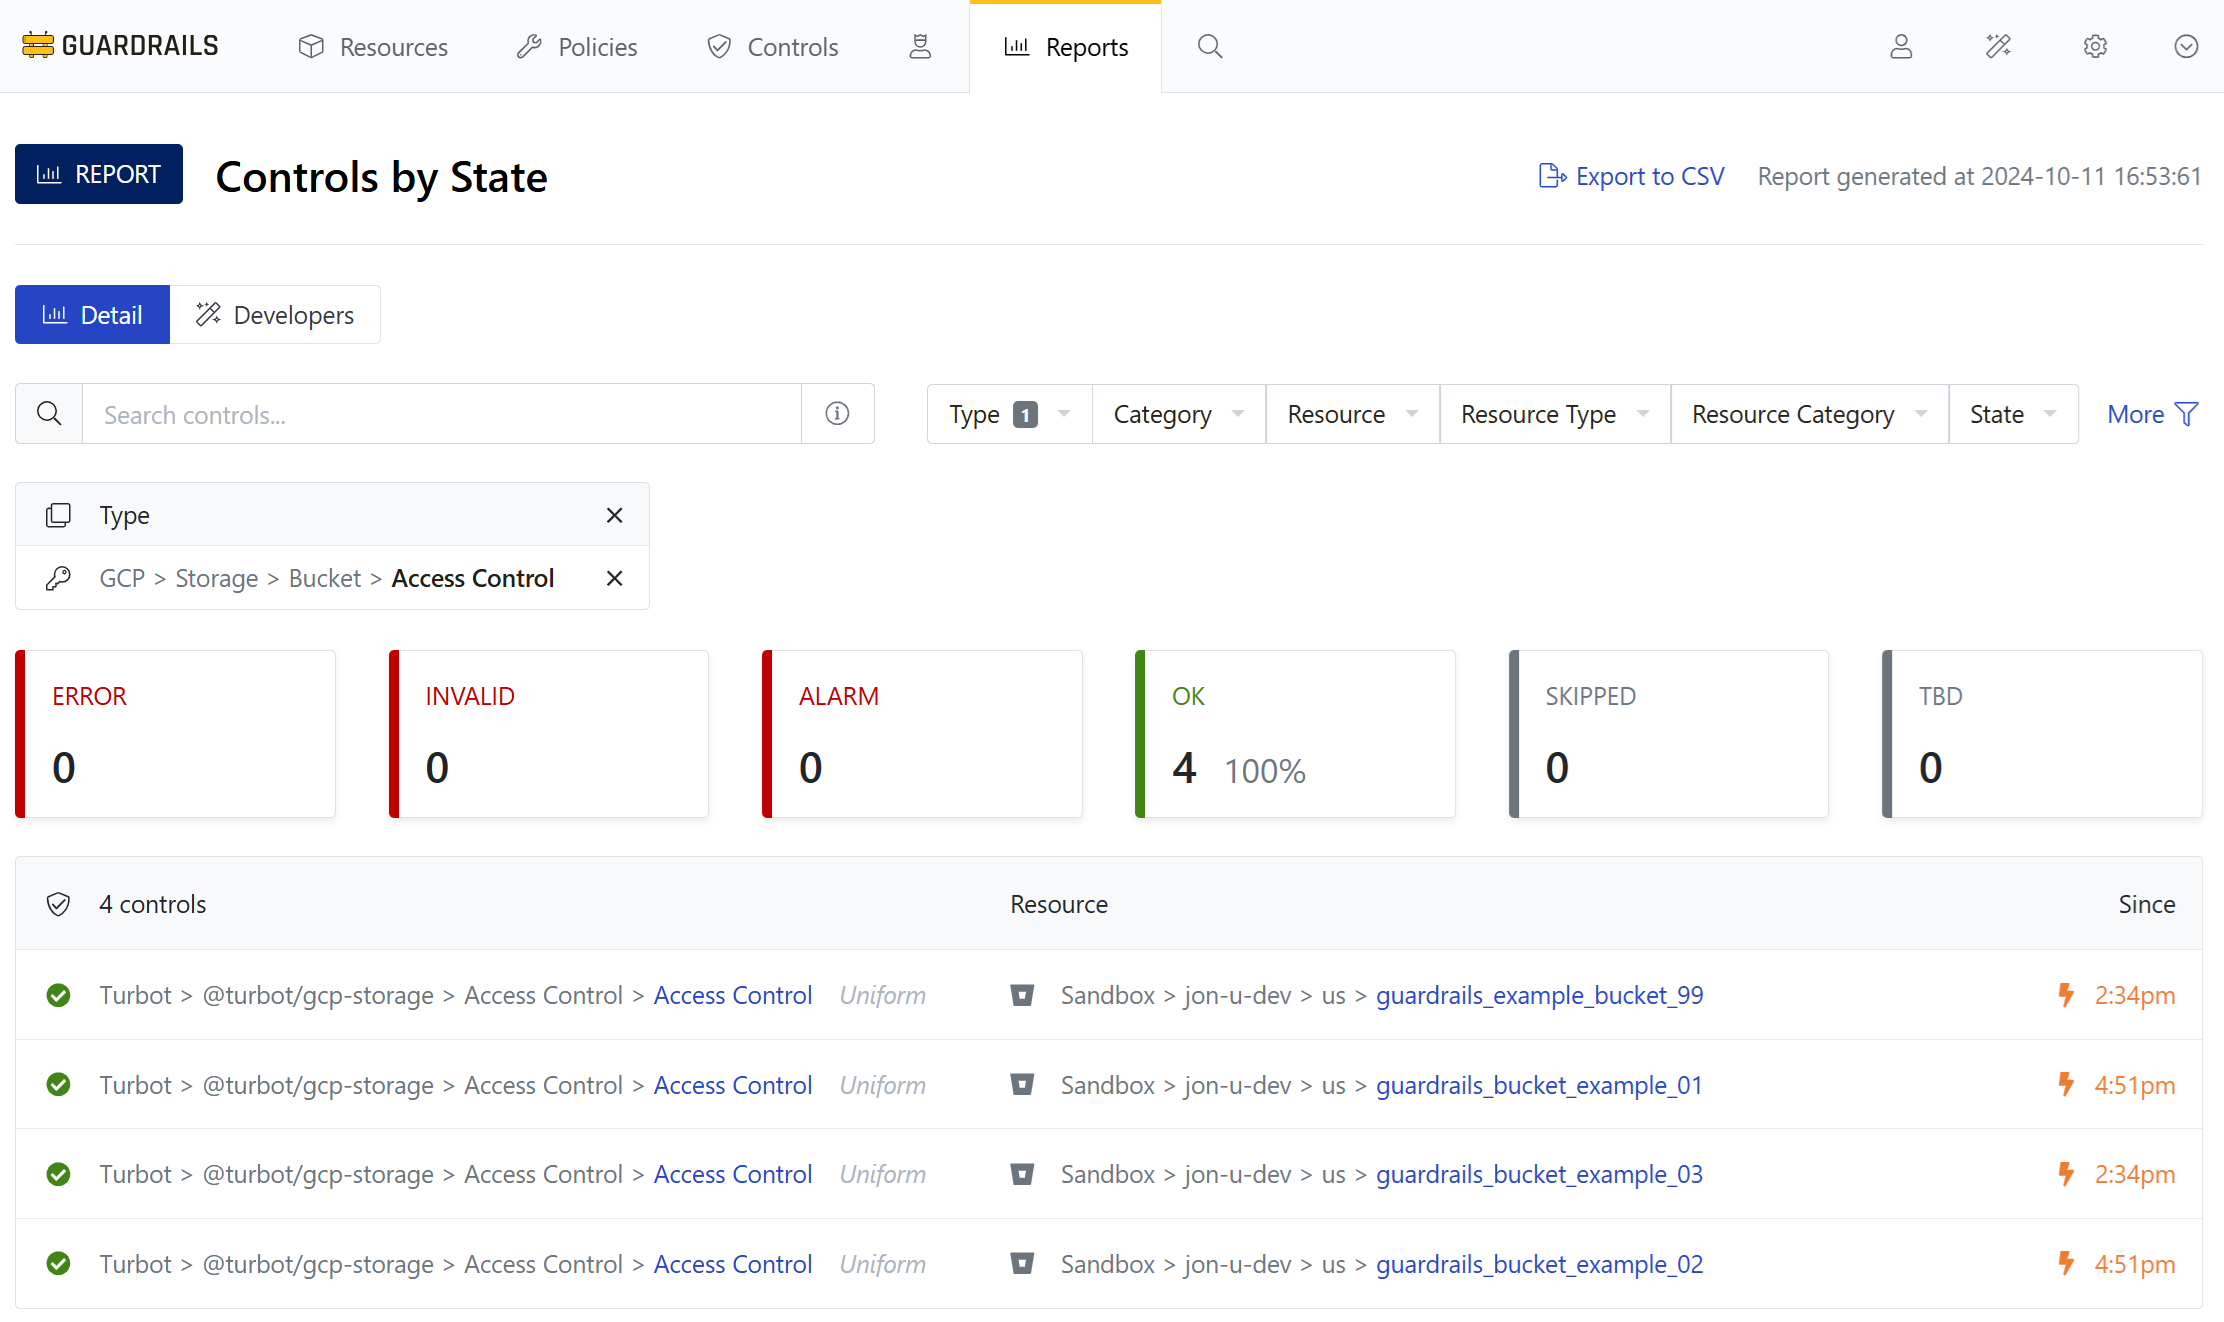 GUARDRAILS Resources Policies Controls Reports
REPORT Controls by State Export to CSV Report generated at 2024-10-11 16:53:61
Detail Developers
Search controls... Type 1 Category Resource Resource Type Resource Category State More
Type
GCP > Storage > Bucket > Access Control
ERROR INVALID ALARM OK SKIPPED TBD
0 0 0 4 100% 0 0
4 controls Resource Since
Turbot > @turbot/gcp-storage > Access Control > Access Control Uniform Sandbox > jon-u-dev > us > guardrails_example_bucket_99 2:34pm
Turbot > @turbot/gcp-storage > Access Control > Access Control Uniform Sandbox > jon-u-dev > us > guardrails_bucket_example_01 4:51pm
Turbot > @turbot/gcp-storage > Access Control > Access Control Uniform Sandbox > jon-u-dev > us > guardrails_bucket_example_03 2:34pm
Turbot > @turbot/gcp-storage > Access Control > Access Control Uniform Sandbox > jon-u-dev > us > guardrails_bucket_example_02 4:51pm